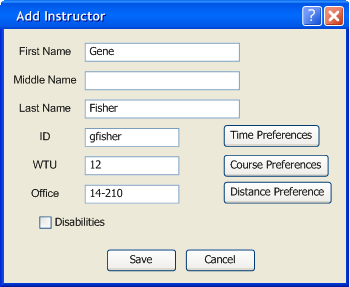 Add Instructor
First Name Gene
Middle Name
Last Name Fisher
ID gfisher Time Preferences
WTU 12 Course Preferences
Office 14-210 Distance Preference
Disabilities
Save Cancel